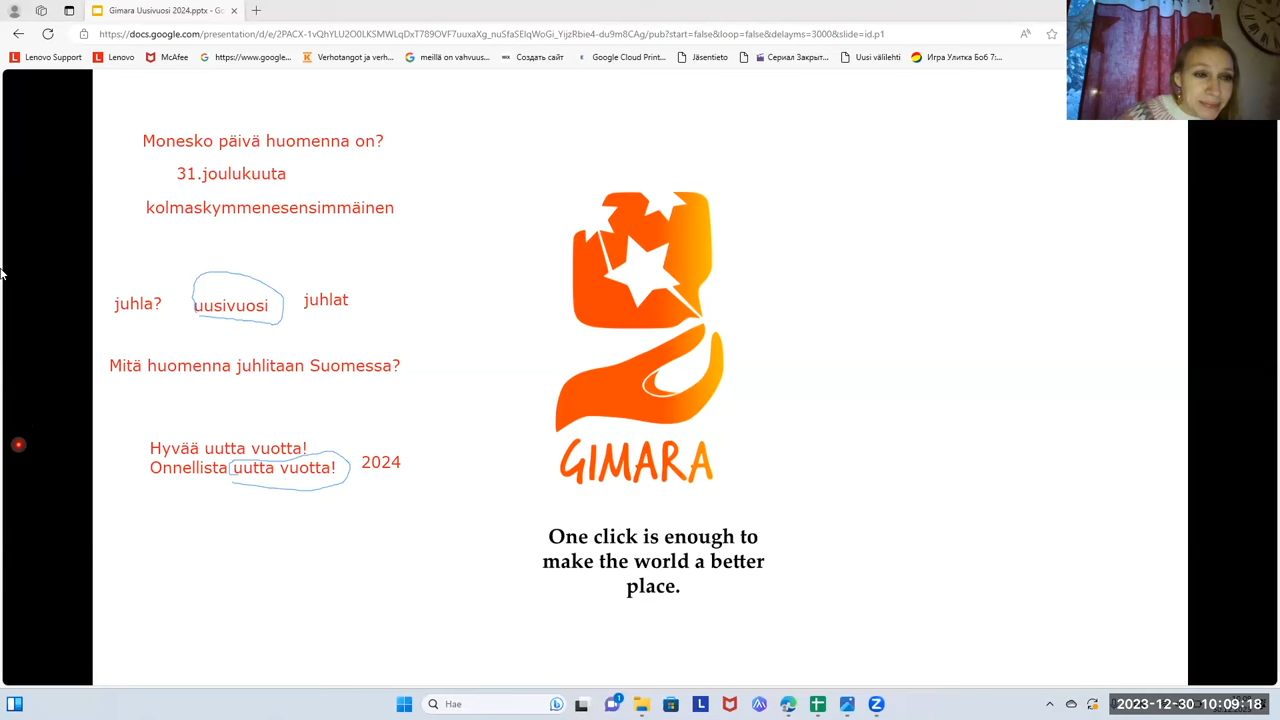 Gimara Uusivuosi 2024.pptx - Go
https://docs.google.com/presentation/d/e/2PACX-1vQhYLU2O0LKSMWLqDxT789OVF7uuxaXg_nuSfaSElqWoGi_YijzRbie4-du9m8CAg/pub?start=false&loop=false&delayms=3000&slide=id.p1
Lenovo Support
Lenovo
McAfee
https://www.google...
Verhotangot ja verh...
meillä on vahvuus...
Создать сайт
Google Cloud Print...
Jäsentieto
Сериал Закрыт...
Uusi välilehti
Игра Улитка Боб 7:...
Monesko päivä huomenna on?
31.joulukuuta
kolmaskymmenesensimmäinen
juhla? uusivuosi juhlat
Mitä huomenna juhlitaan Suomessa?
Hyvää uutta vuotta!
Onnellista uutta vuotta! 2024
GIMARA
One click is enough to
make the world a better
place.
Hae
2023-12-30 10:09:18